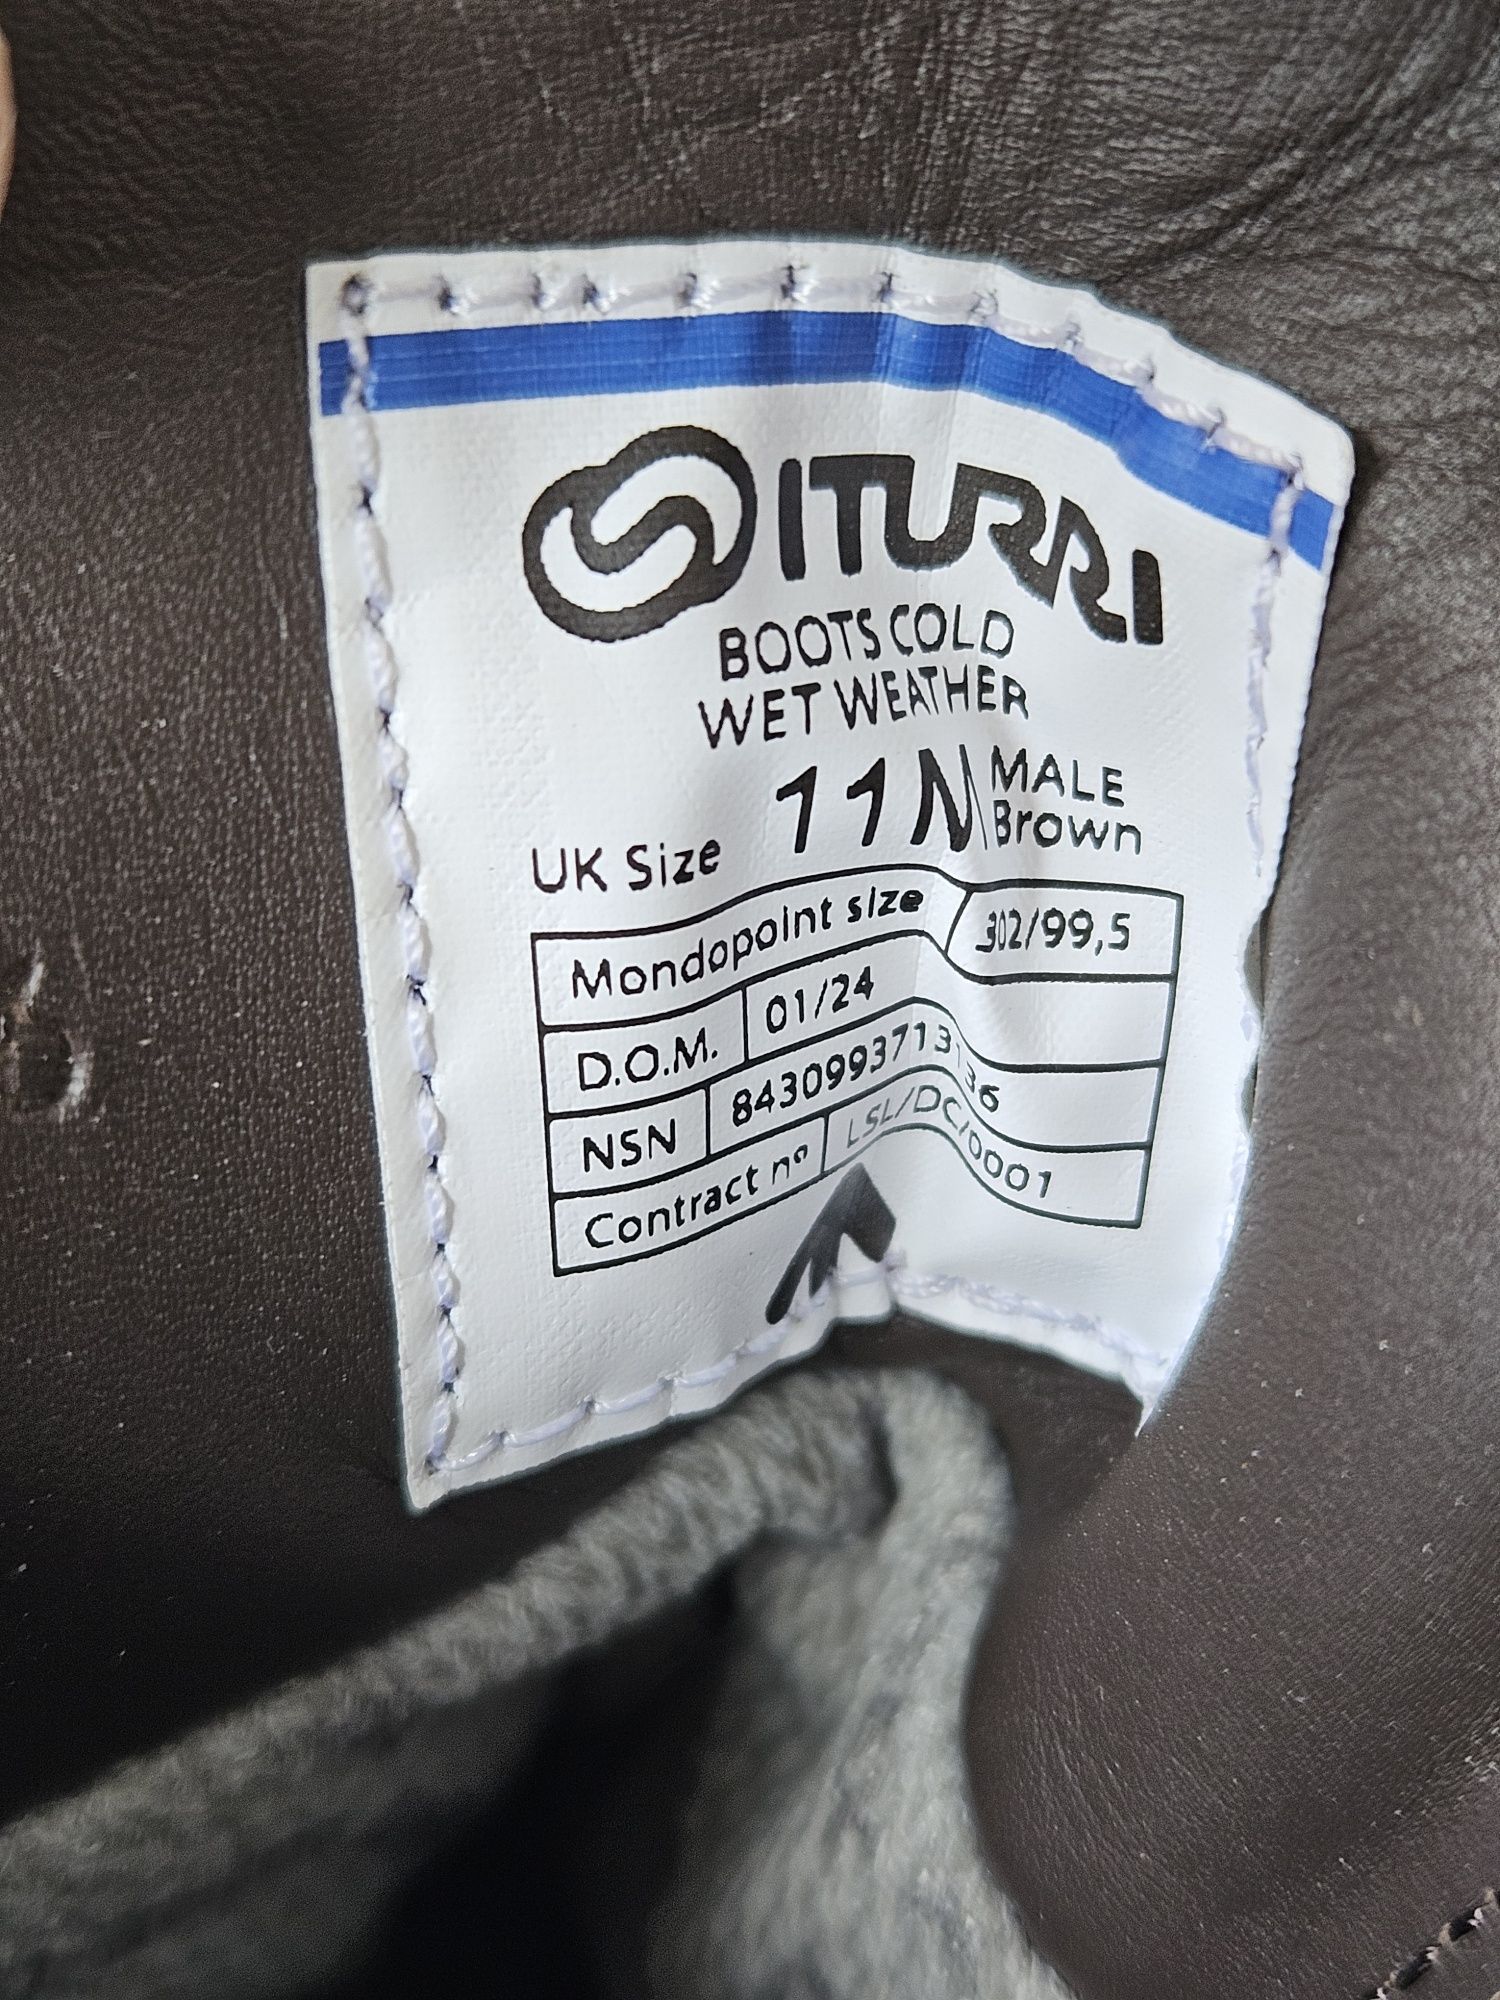 ITURRI
BOOTS COLD
WET WEATHER
UK Size 11M MALE
Brown
Mondopoint size 302/99,5
D.O.M. 01/24
NSN 8430993713136
Contract nº LSL/DC/0001